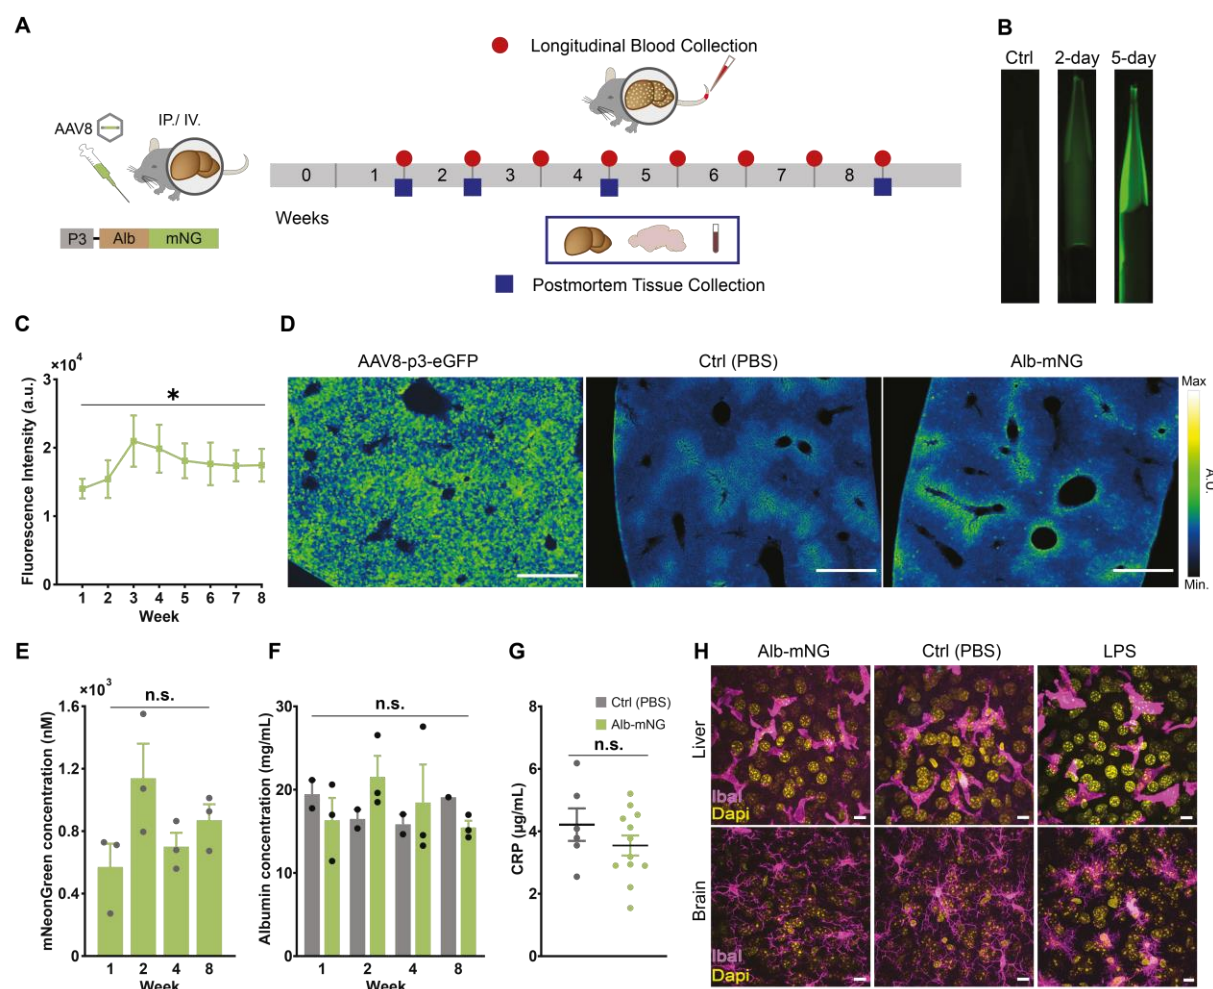 A
Longitudinal Blood Collection
AAV8
IP./ IV.
0 1 2 3 4 5 6 7 8
Weeks
P3 Alb mNG
Postmortem Tissue Collection
B
Ctrl 2-day 5-day
C
×10⁴
Fluorescence Intensity (a.u.)
3
2
1
0
*
1 2 3 4 5 6 7 8
Week
D
AAV8-p3-eGFP Ctrl (PBS) Alb-mNG
Max
A.U.
Min.
E
×10³
mNeonGreen concentration (nM)
n.s.
1.6
1.2
0.8
0.4
0
1 2 4 8
Week
F
Albumin concentration (mg/mL)
n.s.
30
20
10
0
1 2 4 8
Week
G
Ctrl (PBS)
Alb-mNG
n.s.
CRP (µg/mL)
8
6
4
2
0
H
Alb-mNG Ctrl (PBS) LPS
Liver
Ibal
Dapi
Brain
Ibal
Dapi